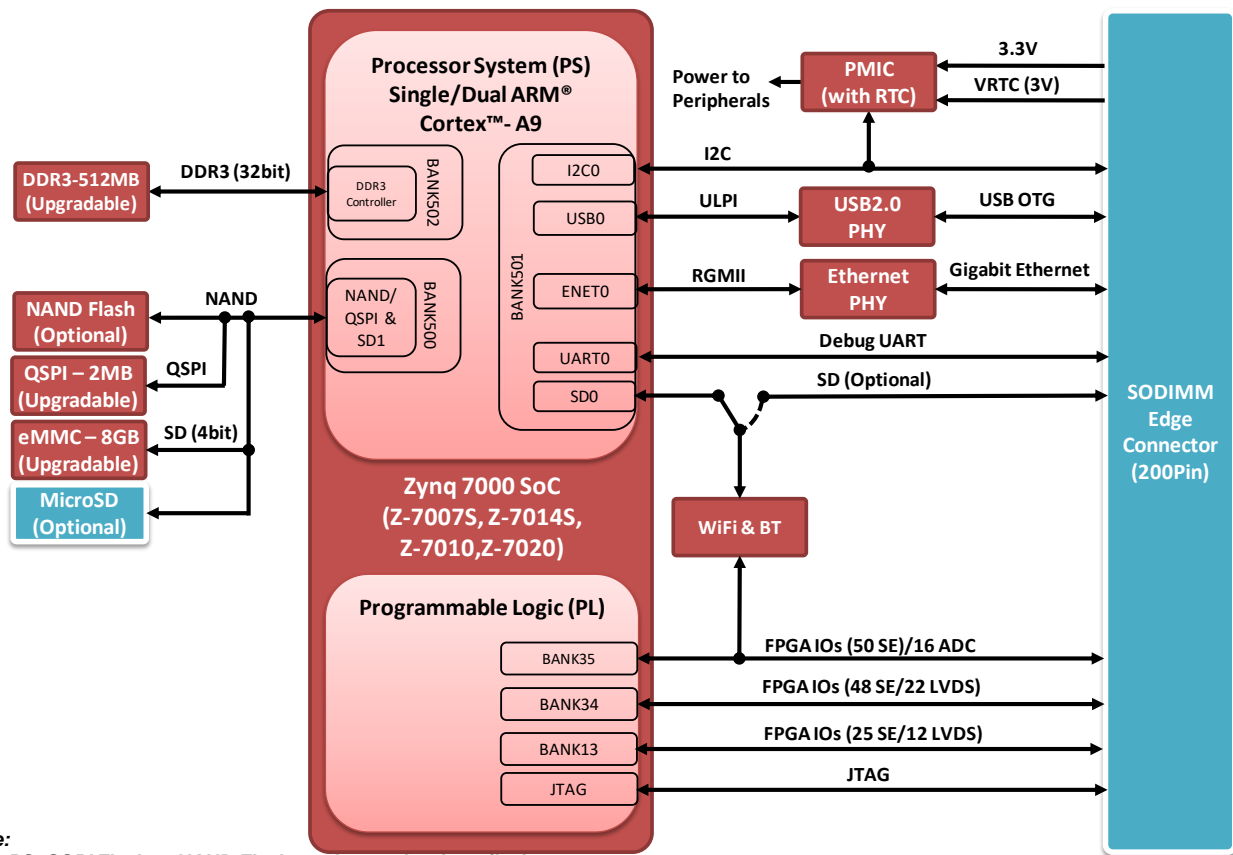 Processor System (PS)
Single/Dual ARM®
Cortex™- A9
BANK502
DDR3
Controller
BANK500
NAND/
QSPI &
SD1
BANK501
I2C0
USB0
ENET0
UART0
SD0
DDR3-512MB
(Upgradable)
DDR3 (32bit)
NAND Flash
(Optional)
NAND
QSPI – 2MB
(Upgradable)
QSPI
eMMC – 8GB
(Upgradable)
SD (4bit)
MicroSD
(Optional)
Zynq 7000 SoC
(Z-7007S, Z-7014S,
Z-7010,Z-7020)
Programmable Logic (PL)
BANK35
BANK34
BANK13
JTAG
Power to
Peripherals
PMIC
(with RTC)
3.3V
VRTC (3V)
I2C
ULPI
USB2.0
PHY
USB OTG
RGMII
Ethernet
PHY
Gigabit Ethernet
Debug UART
SD (Optional)
WiFi & BT
FPGA IOs (50 SE)/16 ADC
FPGA IOs (48 SE/22 LVDS)
FPGA IOs (25 SE/12 LVDS)
JTAG
SODIMM
Edge
Connector
(200Pin)
e: